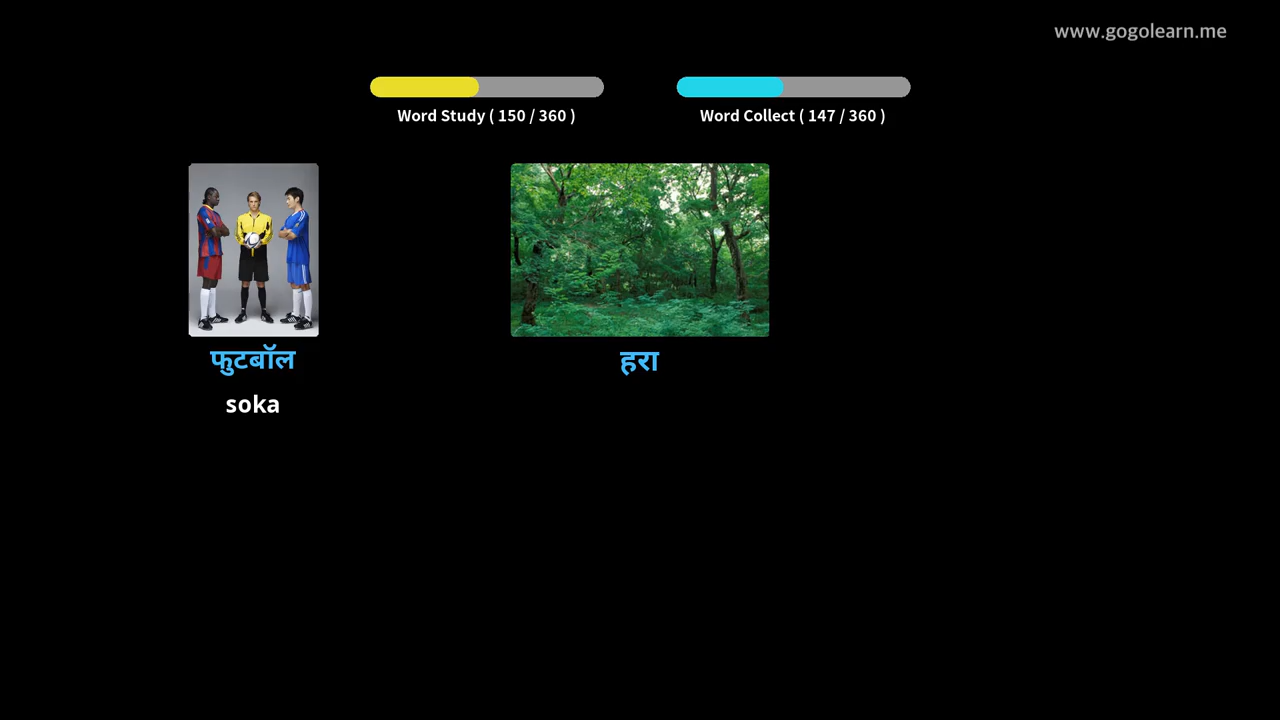 www.gogolearn.me
Word Study ( 150 / 360 )
Word Collect ( 147 / 360 )
फुटबॉल
हरा
soka